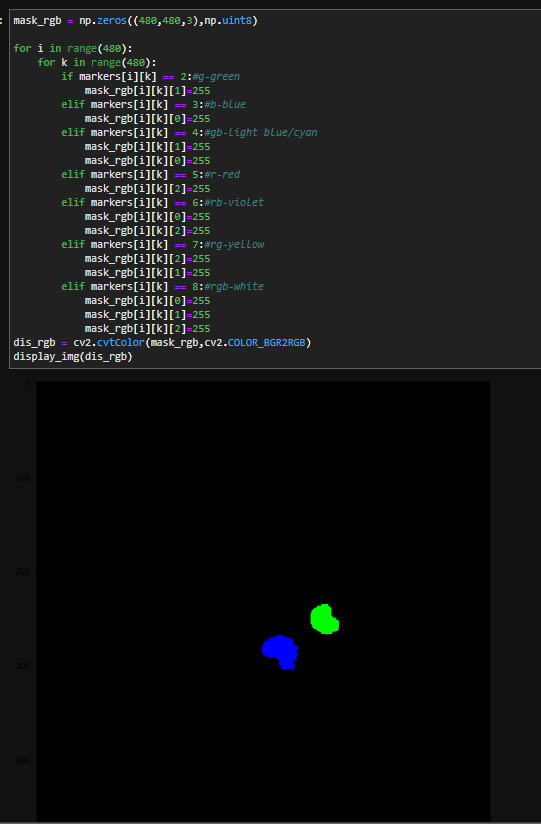 :
mask_rgb = np.zeros((480,480,3),np.uint8)
for i in range(480):
for k in range(480):
if markers[i][k] == 2:#g-green
mask_rgb[i][k][1]=255
elif markers[i][k] == 3:#b-blue
mask_rgb[i][k][0]=255
elif markers[i][k] == 4:#gb-light blue/cyan
mask_rgb[i][k][1]=255
mask_rgb[i][k][0]=255
elif markers[i][k] == 5:#r-red
mask_rgb[i][k][2]=255
elif markers[i][k] == 6:#rb-violet
mask_rgb[i][k][0]=255
mask_rgb[i][k][2]=255
elif markers[i][k] == 7:#rg-yellow
mask_rgb[i][k][2]=255
mask_rgb[i][k][1]=255
elif markers[i][k] == 8:#rgb-white
mask_rgb[i][k][0]=255
mask_rgb[i][k][1]=255
mask_rgb[i][k][2]=255
dis_rgb = cv2.cvtColor(mask_rgb,cv2.COLOR_BGR2RGB)
display_img(dis_rgb)
0
100
200
300
400